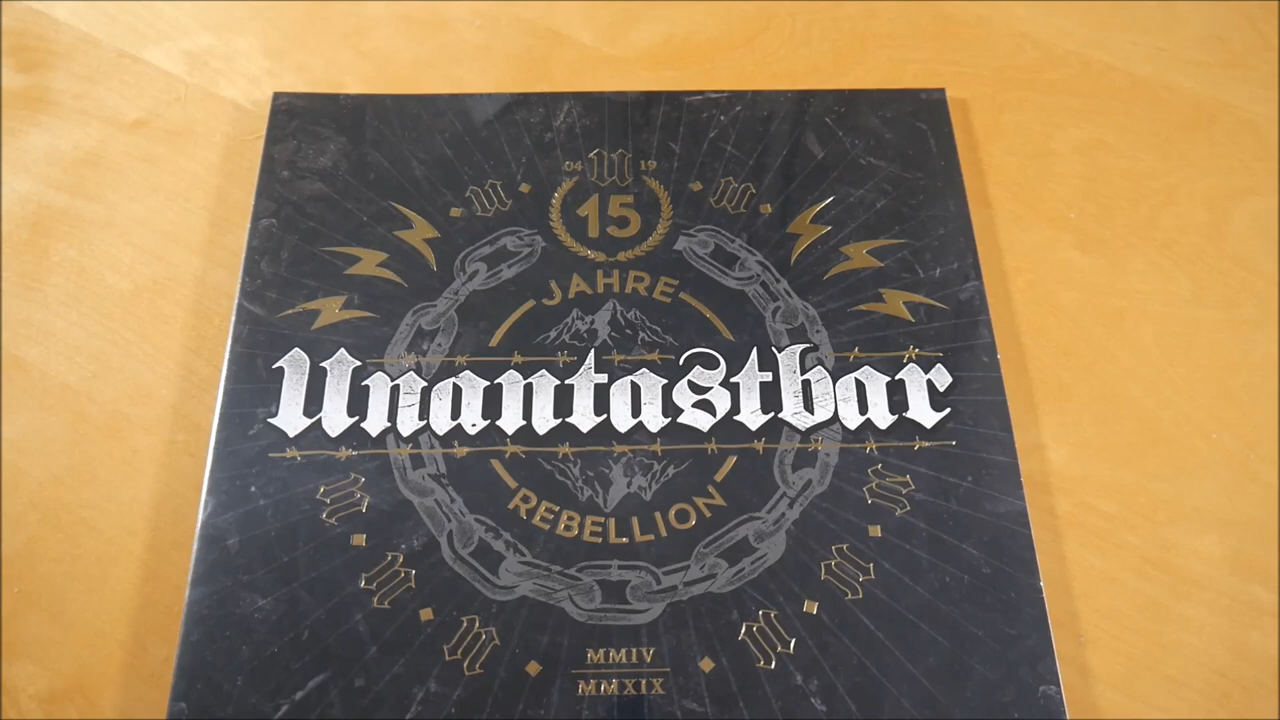 04 U 19
U 15 U
JAHRE
Unantastbar
REBELLION
U U
U U
U U
MMIV
MMXIX